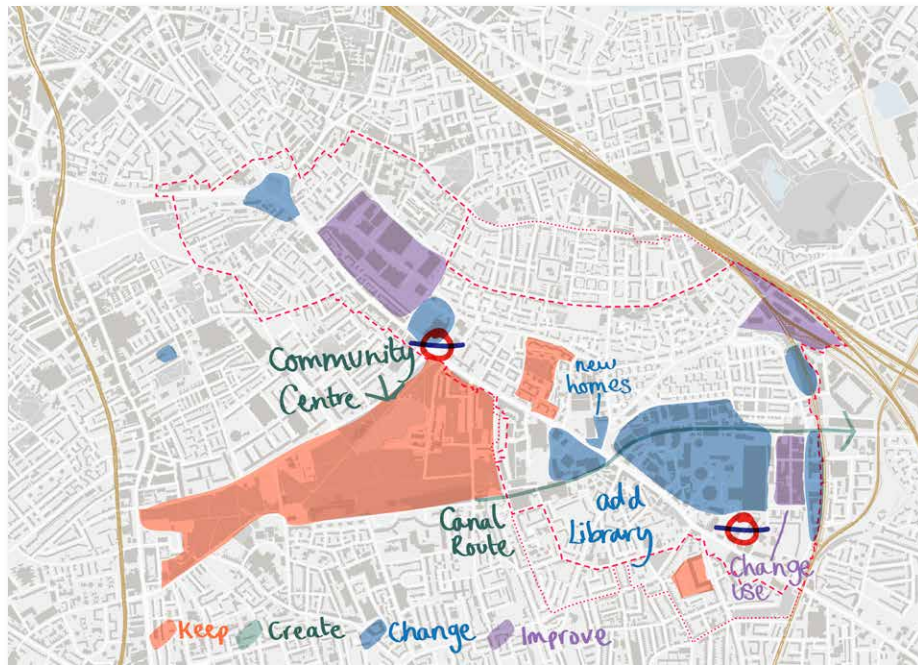 Community
Centre
new
homes
add
Library
Canal
Route
Change
use
Keep
Create
Change
Improve